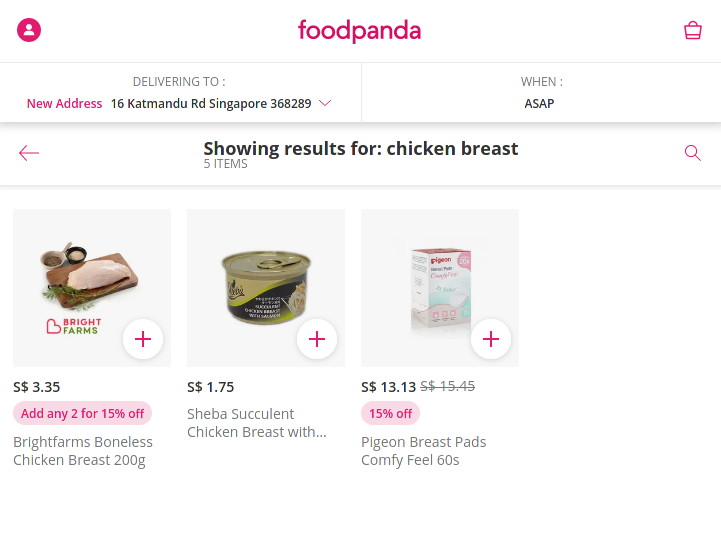 foodpanda
DELIVERING TO :
New Address 16 Katmandu Rd Singapore 368289
WHEN :
ASAP
Showing results for: chicken breast
5 ITEMS
BRIGHT
FARMS
Sheba
SUCCULENT
CHICKEN BREAST
WITH SALMON
pigeon
Breast Pads
Comfy Feel
S$ 3.35
Add any 2 for 15% off
Brightfarms Boneless
Chicken Breast 200g
S$ 1.75
Sheba Succulent
Chicken Breast with...
S$ 13.13 S$ 15.45
15% off
Pigeon Breast Pads
Comfy Feel 60s